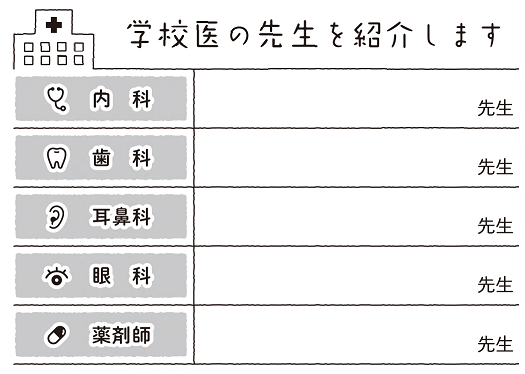 学校医の先生を紹介します
内 科 先生
歯 科 先生
耳鼻科 先生
眼 科 先生
薬剤師 先生